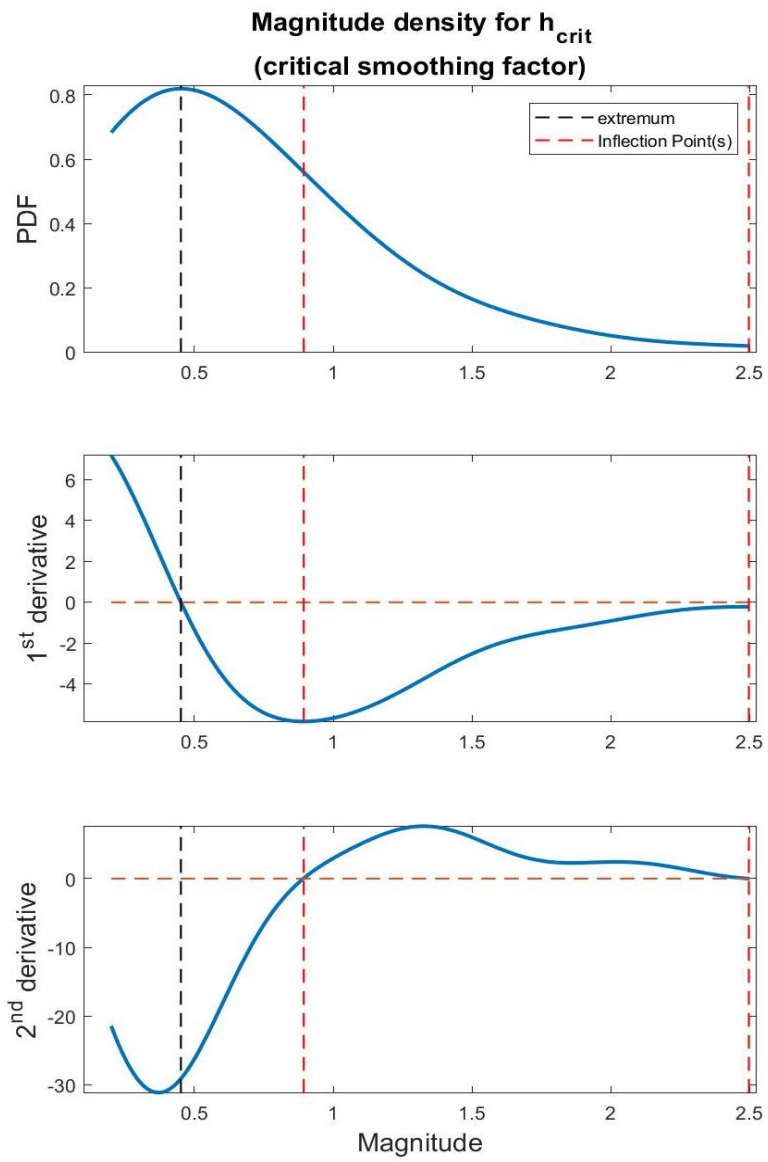 Magnitude density for h_crit
(critical smoothing factor)
0.8
0.6
0.4
0.2
0
PDF
extremum
Inflection Point(s)
0.5 1 1.5 2 2.5
6
4
2
0
-2
-4
1st derivative
0.5 1 1.5 2 2.5
0
-10
-20
-30
2nd derivative
0.5 1 1.5 2 2.5
Magnitude